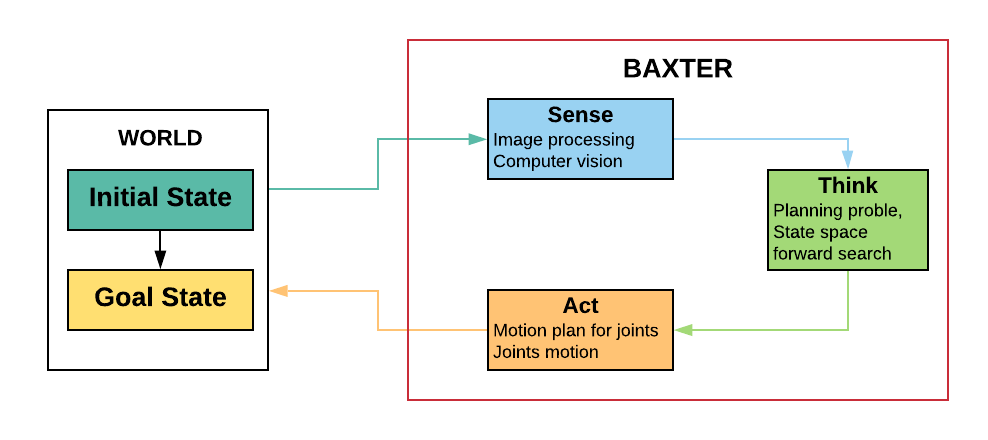 BAXTER
WORLD
Initial State
Goal State
Sense
Image processing
Computer vision
Think
Planning proble,
State space
forward search
Act
Motion plan for joints
Joints motion